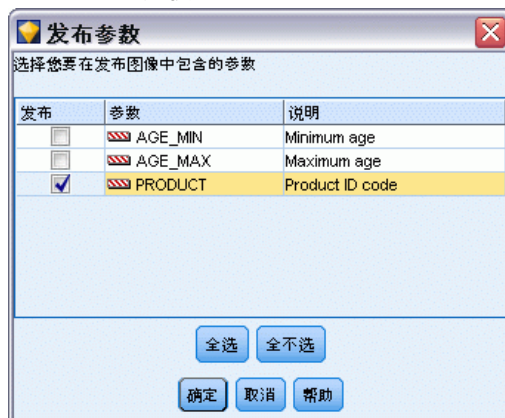 发布参数
选择您要在发布图像中包含的参数
发布 参数 说明
AGE_MIN Minimum age
AGE_MAX Maximum age
PRODUCT Product ID code
全选 全不选
确定 取消 帮助